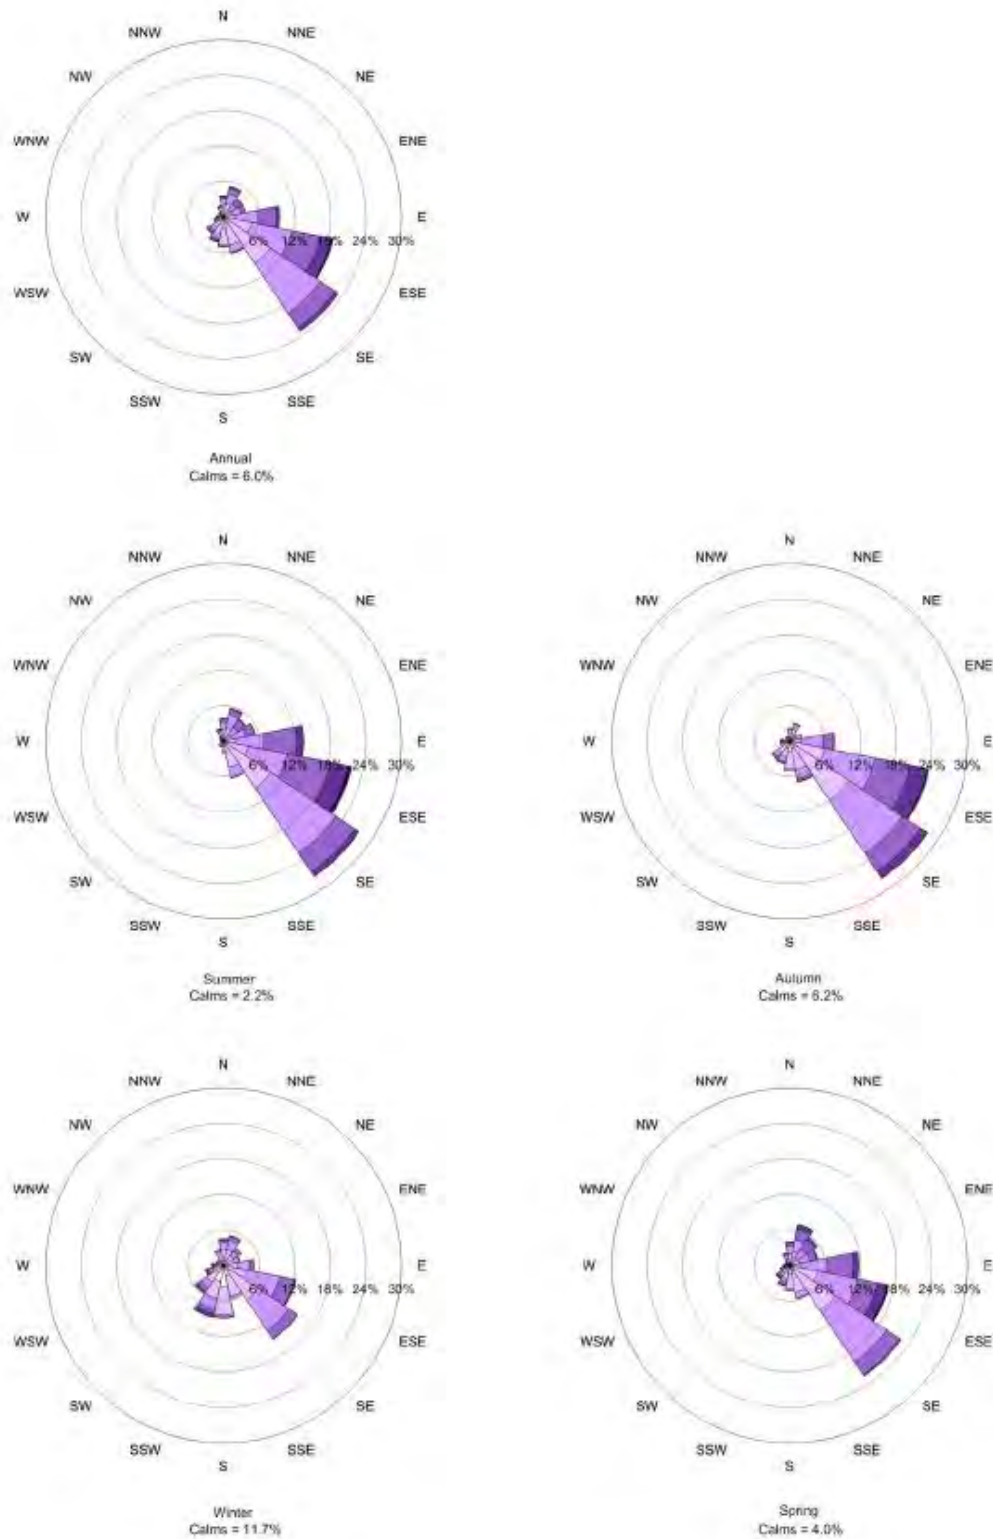 N
NNW NNE
NW NE
WNW ENE
W E
6% 12% 18% 24% 30%
WSW ESE
SW SE
SSW SSE
S
Annual
Calms = 6.0%
N
NNW NNE
NW NE
WNW ENE
W E
6% 12% 18% 24% 30%
WSW ESE
SW SE
SSW SSE
S
Summer
Calms = 2.2%
N
NNW NNE
NW NE
WNW ENE
W E
6% 12% 18% 24% 30%
WSW ESE
SW SE
SSW SSE
S
Autumn
Calms = 6.2%
N
NNW NNE
NW NE
WNW ENE
W E
6% 12% 18% 24% 30%
WSW ESE
SW SE
SSW SSE
S
Winter
Calms = 11.7%
N
NNW NNE
NW NE
WNW ENE
W E
6% 12% 18% 24% 30%
WSW ESE
SW SE
SSW SSE
S
Spring
Calms = 4.0%